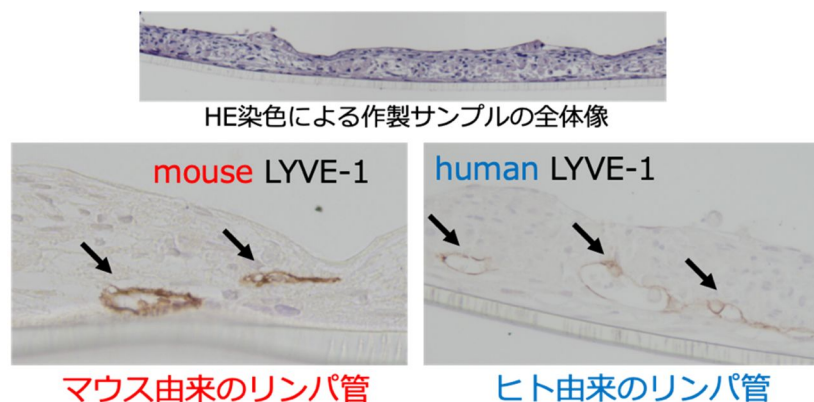 HE染色による作製サンプルの全体像
mouse LYVE-1
human LYVE-1
マウス由来のリンパ管
ヒト由来のリンパ管